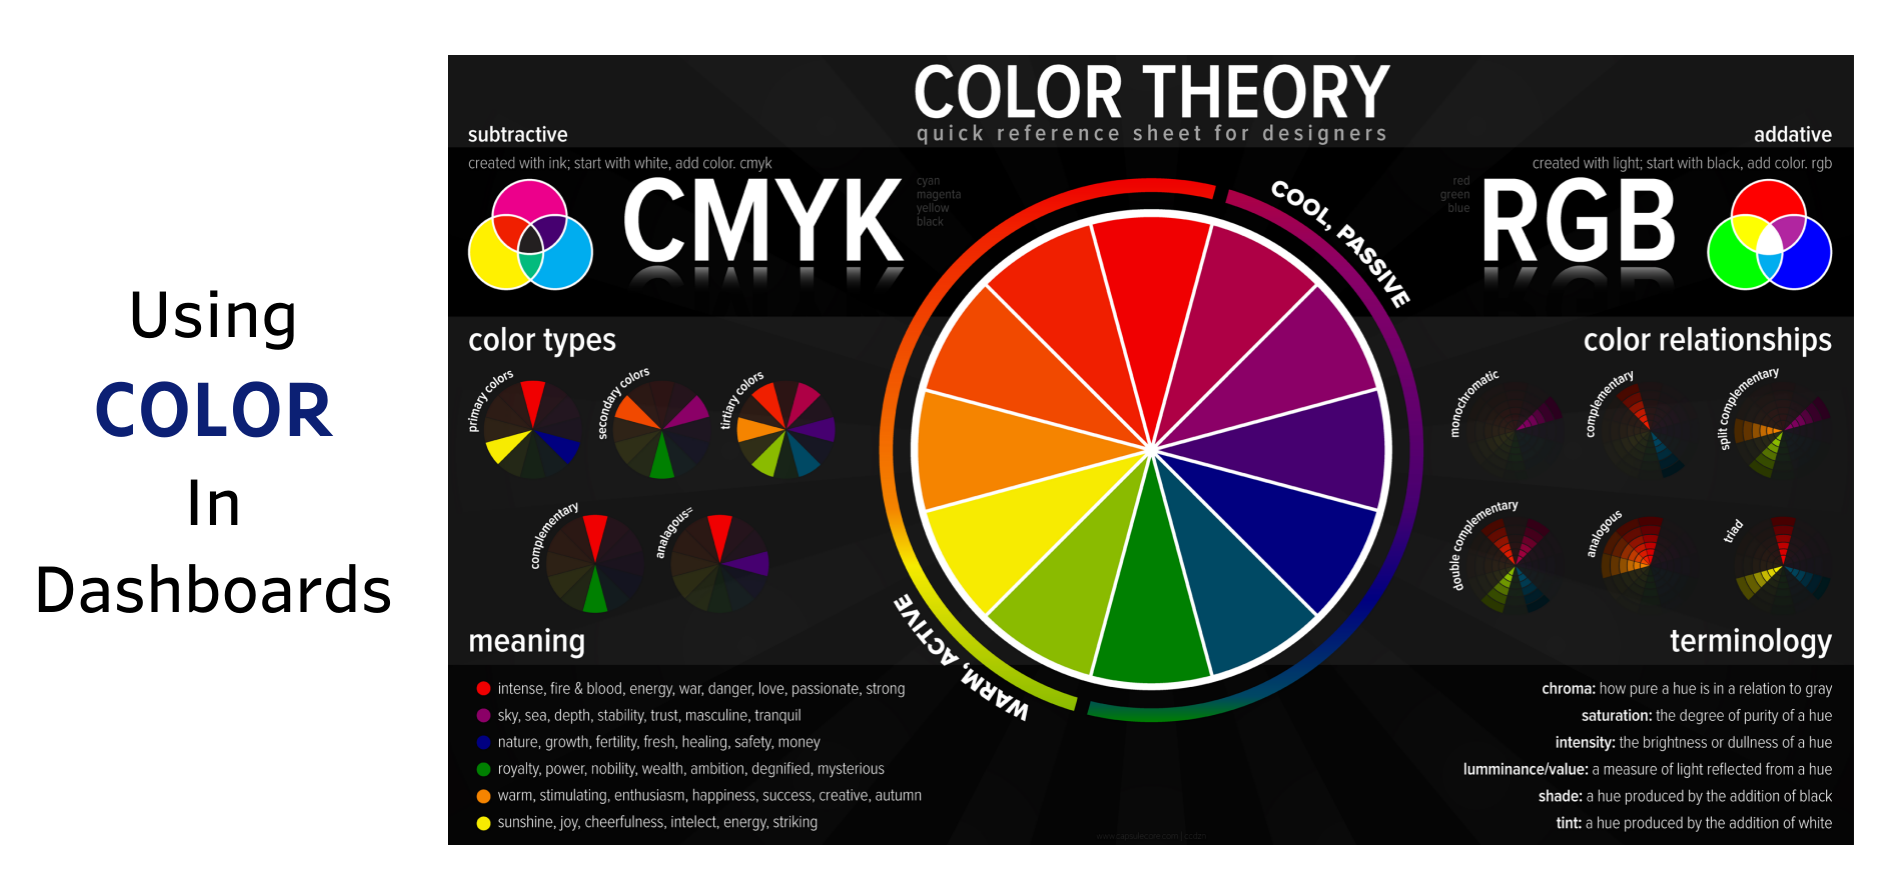 Using
COLOR
In
Dashboards
COLOR THEORY
quick reference sheet for designers
subtractive
created with ink; start with white, add color. cmyk
CMYK
cyan
magenta
yellow
black
addative
created with light; start with black, add color. rgb
red
green
blue
RGB
COOL, PASSIVE
WARM, ACTIVE
color types
primary colors
secondary colors
tirtiary colors
complementary
analagous=
color relationships
monochromatic
complementary
split complementary
double complementary
analogous
triad
meaning
intense, fire & blood, energy, war, danger, love, passionate, strong
sky, sea, depth, stability, trust, masculine, tranquil
nature, growth, fertility, fresh, healing, safety, money
royalty, power, nobility, wealth, ambition, degnified, mysterious
warm, stimulating, enthusiasm, happiness, success, creative, autumn
sunshine, joy, cheerfulness, intelect, energy, striking
terminology
chroma: how pure a hue is in a relation to gray
saturation: the degree of purity of a hue
intensity: the brightness or dullness of a hue
lumminance/value: a measure of light reflected from a hue
shade: a hue produced by the addition of black
tint: a hue produced by the addition of white